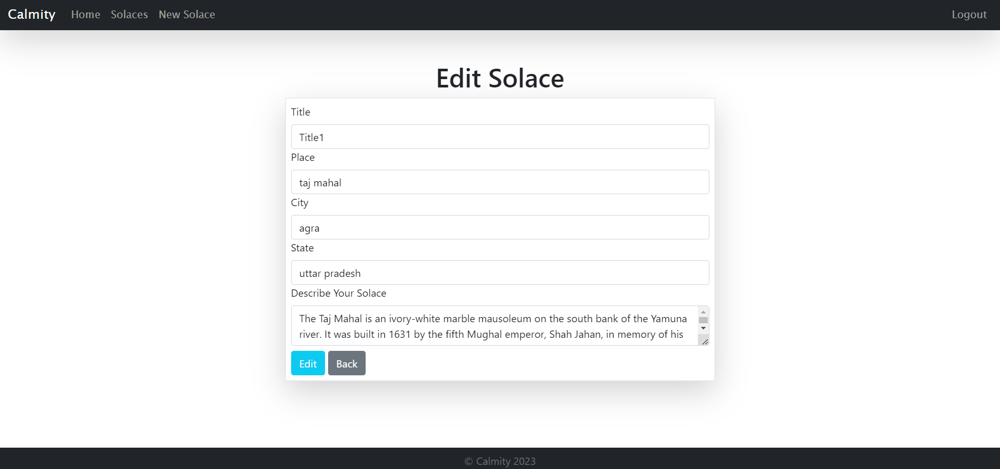 Calmity Home Solaces New Solace Logout
Edit Solace
Title
Title1
Place
taj mahal
City
agra
State
uttar pradesh
Describe Your Solace
The Taj Mahal is an ivory-white marble mausoleum on the south bank of the Yamuna
river. It was built in 1631 by the fifth Mughal emperor, Shah Jahan, in memory of his
Edit Back
© Calmity 2023